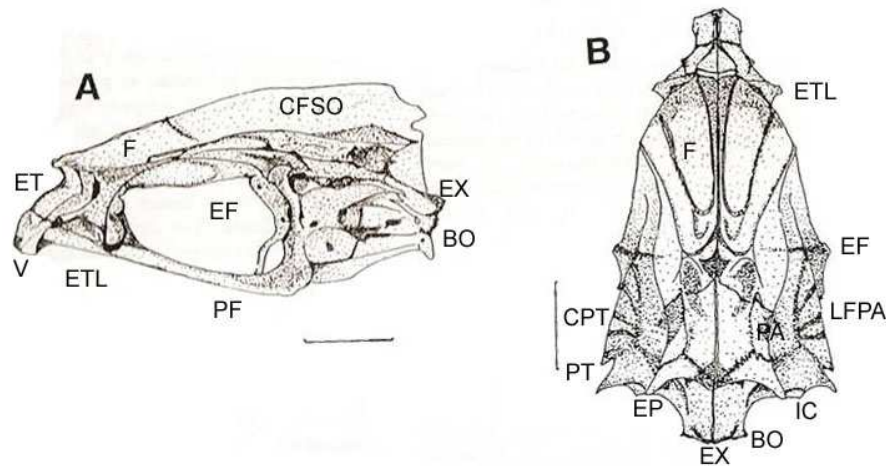 A
CFSO
F
ET
EF
EX
BO
V
ETL
PF
B
ETL
F
EF
CPT
LFPA
PA
PT
EP
IC
BO
EX